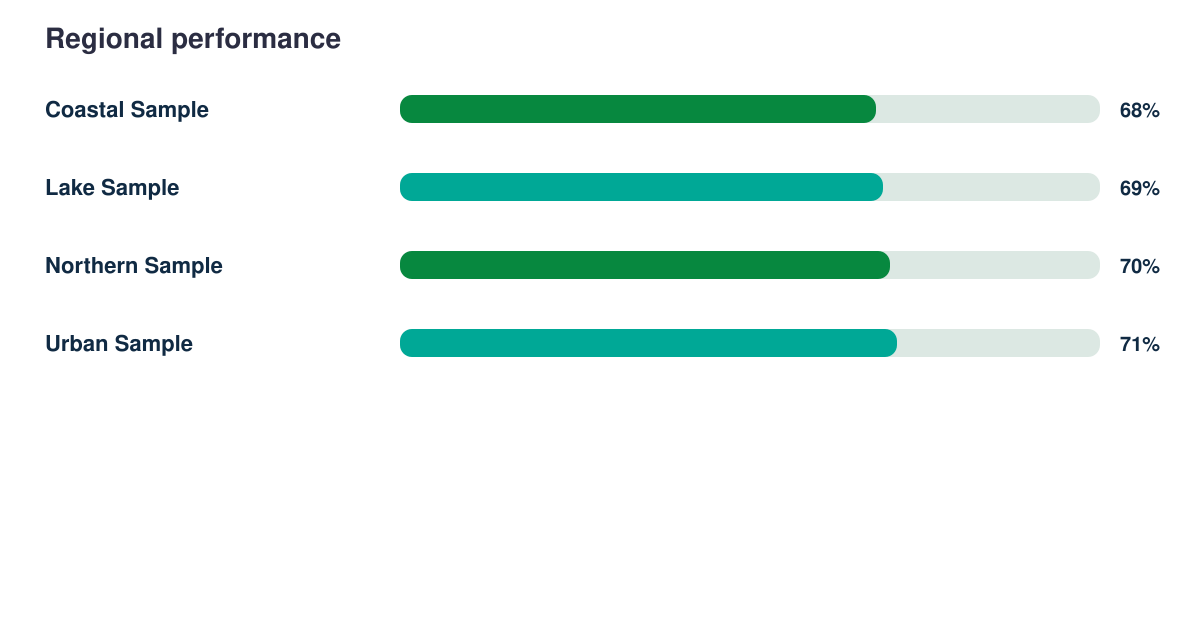 Regional performance
Coastal Sample 68%
Lake Sample 69%
Northern Sample 70%
Urban Sample 71%